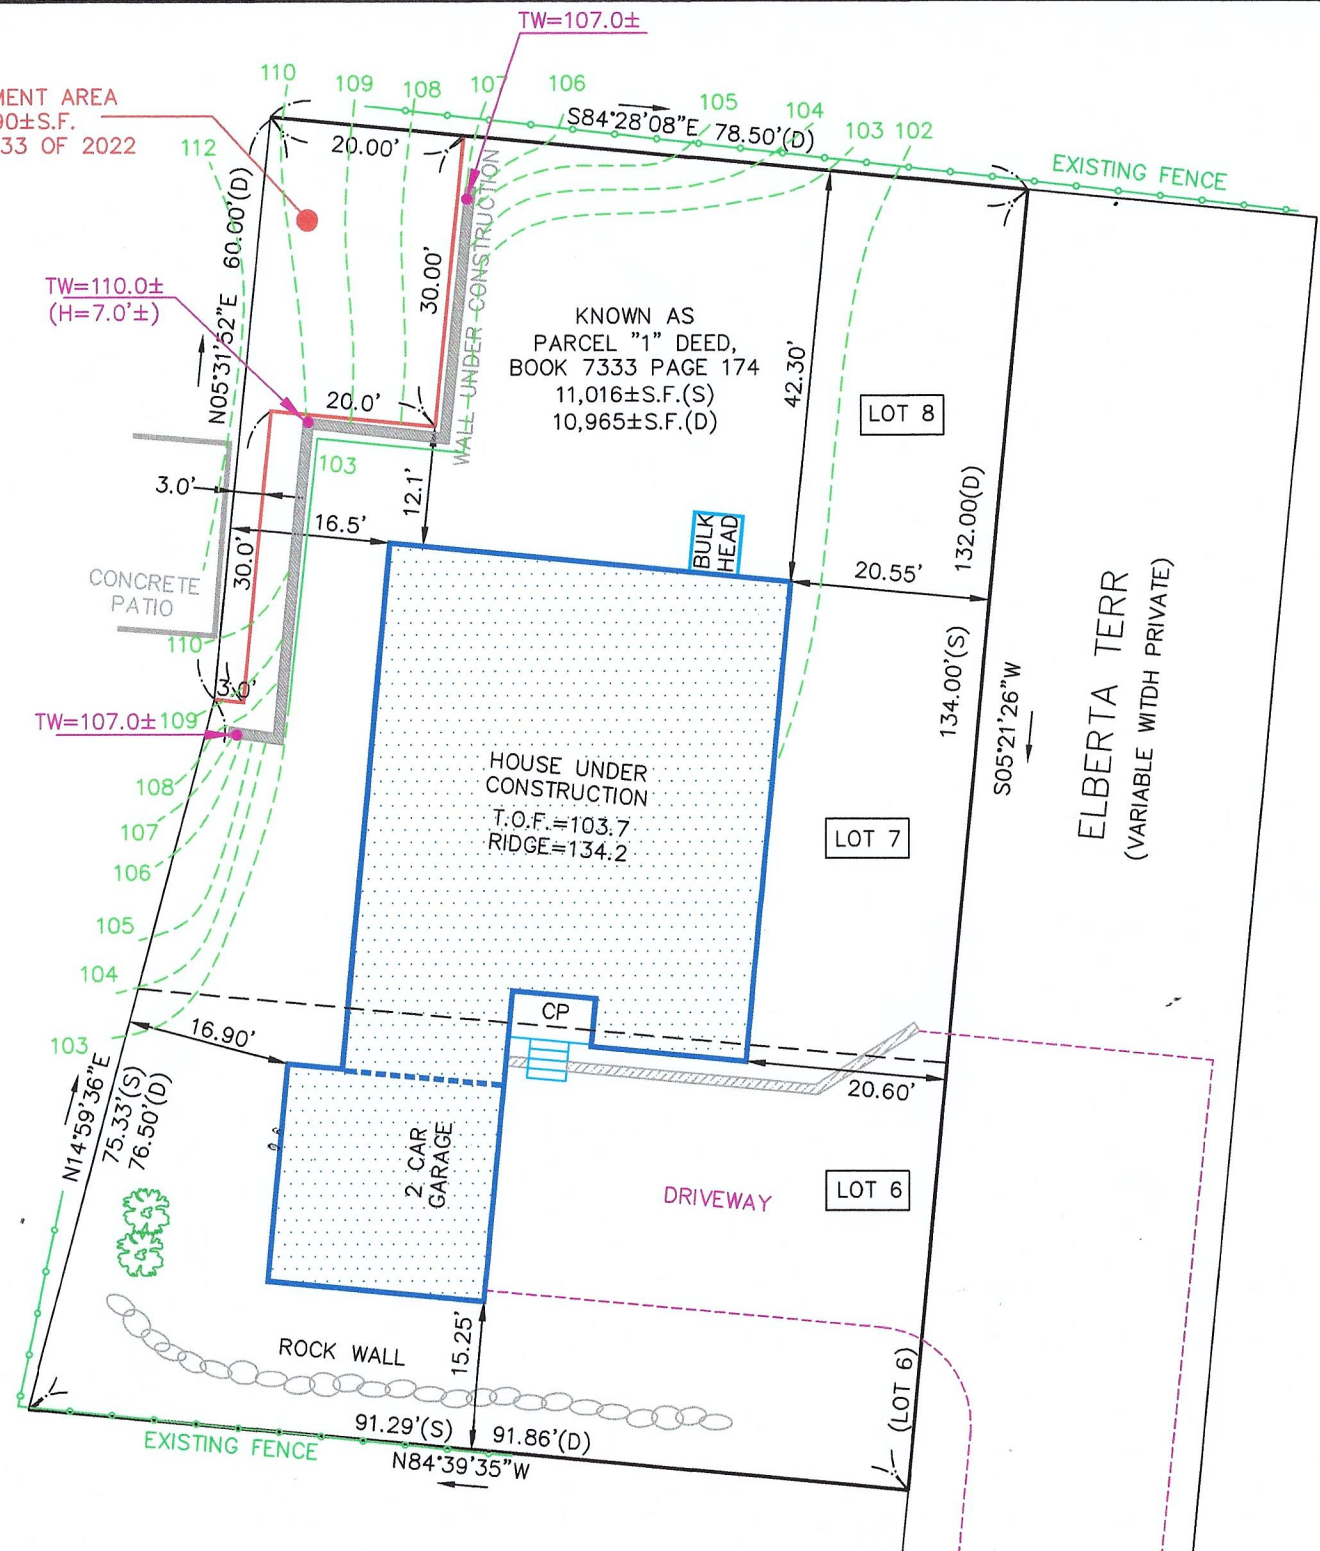 TW=107.0±
MENT AREA
90±S.F.
33 OF 2022
110
109
108
107
106
105
104
103
102
S84°28'08"E 78.50'(D)
EXISTING FENCE
20.00'
112
N05°31'52"E 60.00'(D)
30.00'
WALL UNDER CONSTRUCTION
TW=110.0±
(H=7.0'±)
KNOWN AS
PARCEL "1" DEED,
BOOK 7333 PAGE 174
11,016±S.F.(S)
10,965±S.F.(D)
42.30'
LOT 8
20.0'
103
3.0'
12.1'
16.5'
30.0'
BULK
HEAD
20.55'
132.00(D)
134.00'(S)
S05°21'26"W
ELBERTA TERR
(VARIABLE WITDH PRIVATE)
CONCRETE
PATIO
110
3.0'
TW=107.0±
109
108
107
106
105
104
103
HOUSE UNDER
CONSTRUCTION
T.O.F.=103.7
RIDGE=134.2
LOT 7
CP
16.90'
20.60'
N14°59'36"E
75.33'(S)
76.50'(D)
2 CAR
GARAGE
DRIVEWAY
LOT 6
ROCK WALL
15.25'
(LOT 6)
91.29'(S) 91.86'(D)
EXISTING FENCE
N84°39'35"W